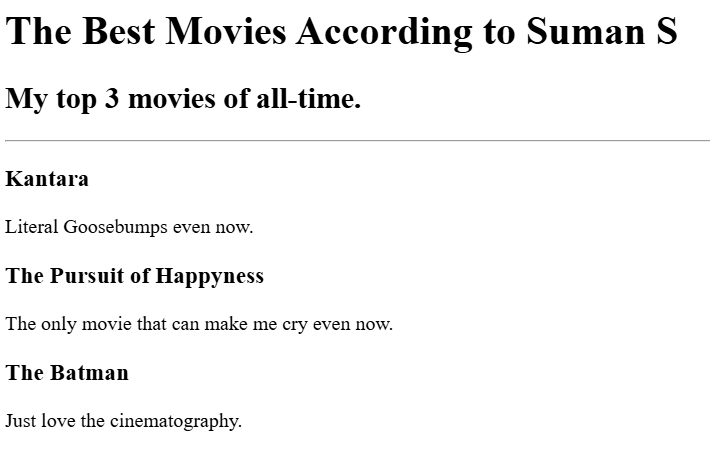 The Best Movies According to Suman S
My top 3 movies of all-time.
Kantara
Literal Goosebumps even now.
The Pursuit of Happyness
The only movie that can make me cry even now.
The Batman
Just love the cinematography.